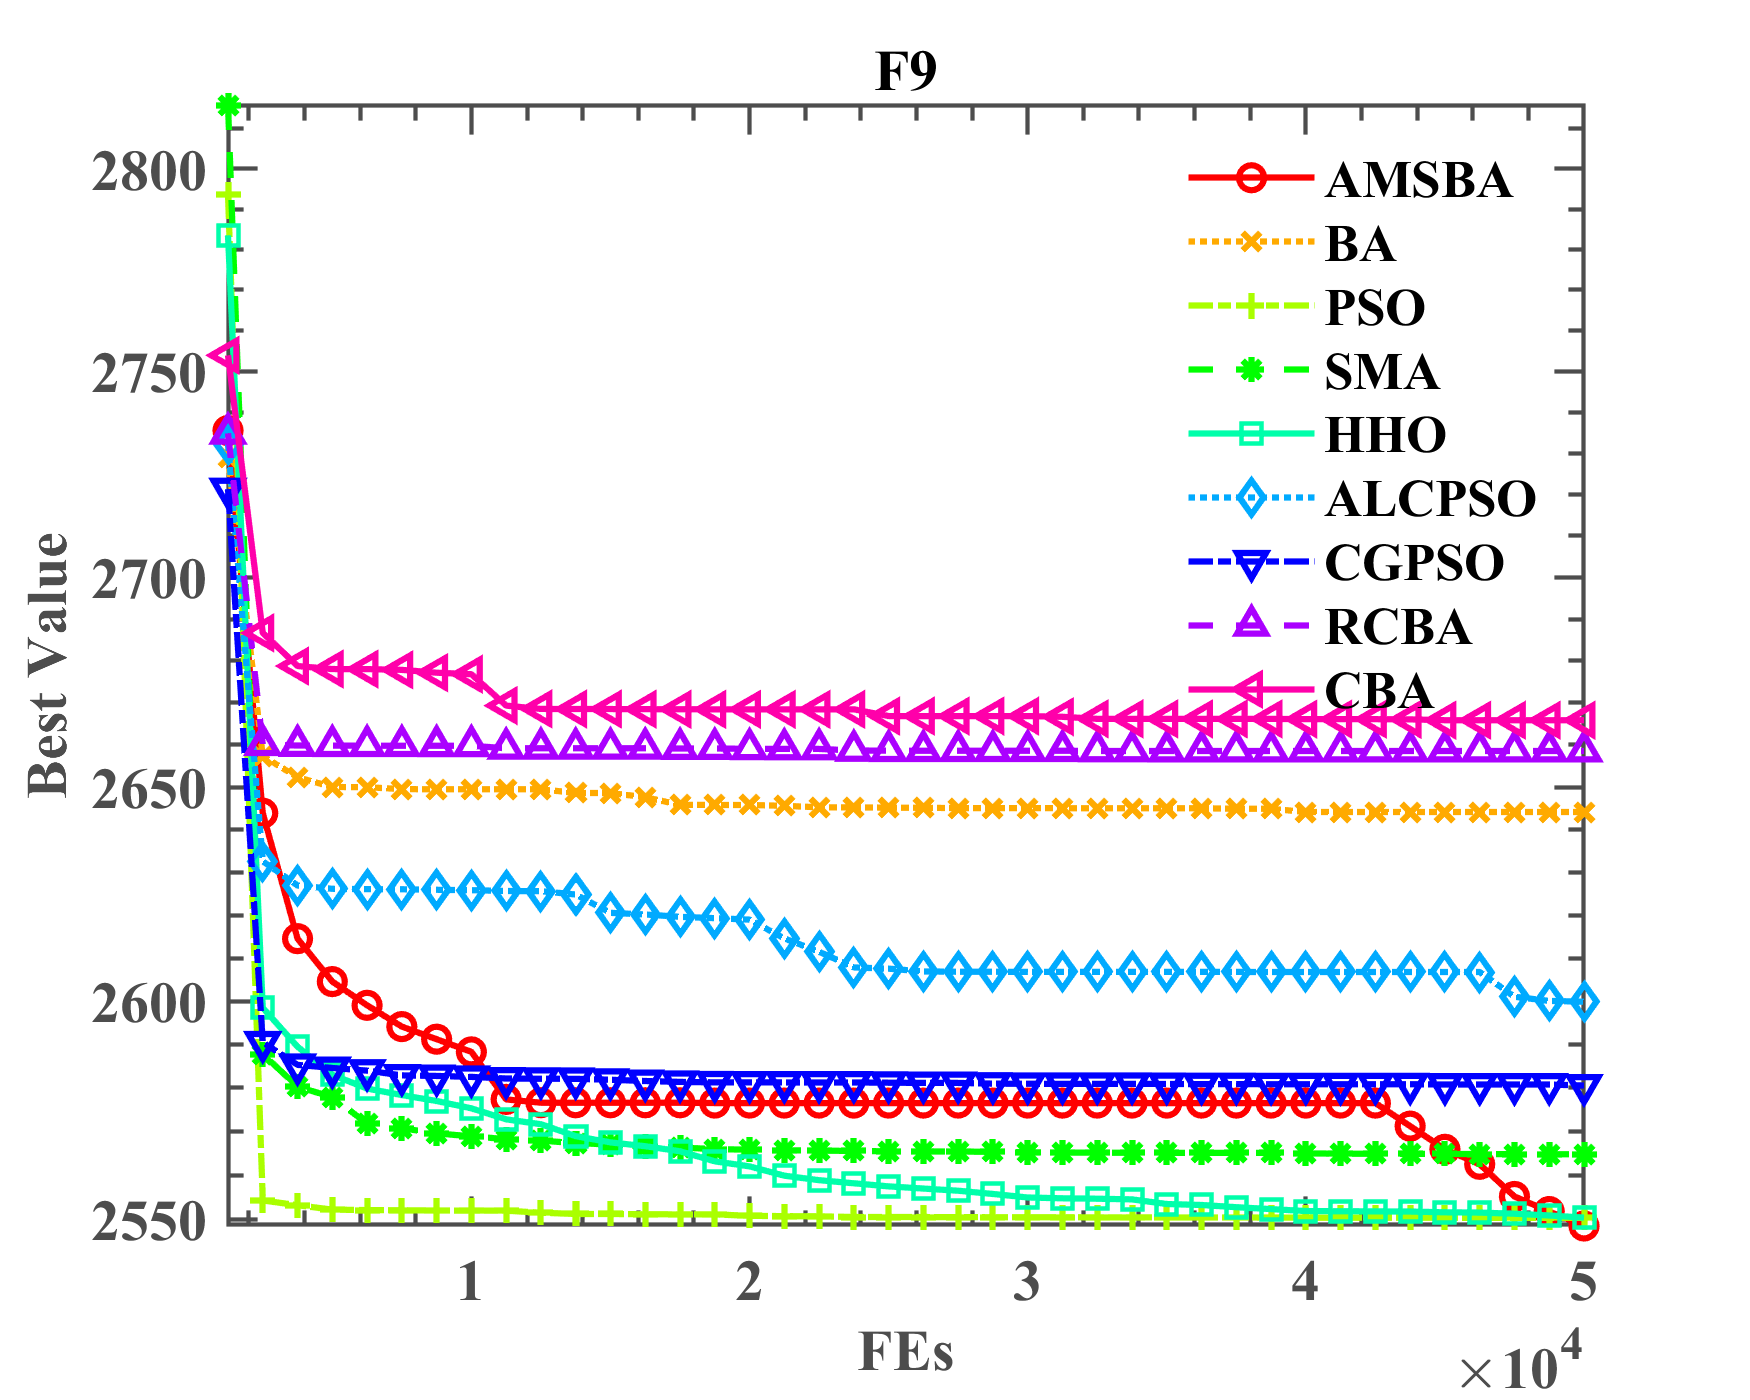 F9
2800
2750
2700
2650
2600
2550
Best Value
AMSBA
BA
PSO
SMA
HHO
ALCPSO
CGPSO
RCBA
CBA
1 2 3 4 5
FEs
×10⁴